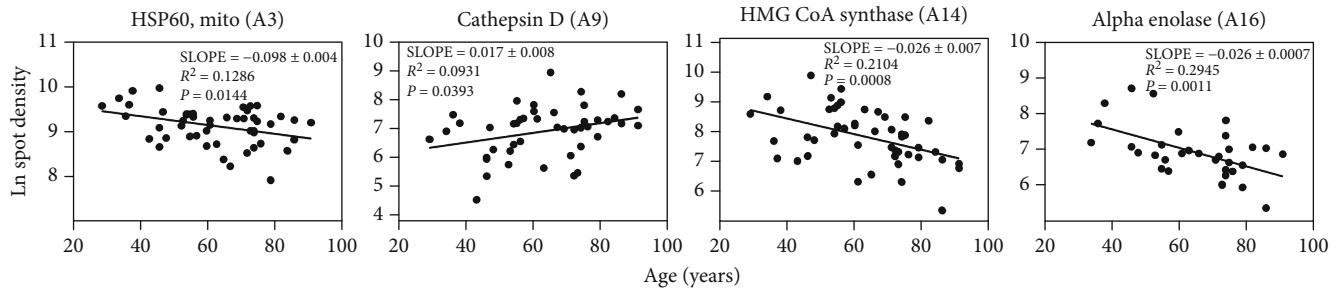 HSP60, mito (A3)
Cathepsin D (A9)
HMG CoA synthase (A14)
Alpha enolase (A16)
Ln spot density
11
10
9
8
SLOPE = −0.098 ± 0.004
R² = 0.1286
P = 0.0144
20 40 60 80 100
10
9
8
7
6
5
4
SLOPE = 0.017 ± 0.008
R² = 0.0931
P = 0.0393
20 40 60 80 100
11
10
9
8
7
6
SLOPE = −0.026 ± 0.007
R² = 0.2104
P = 0.0008
20 40 60 80 100
10
9
8
7
6
SLOPE = −0.026 ± 0.0007
R² = 0.2945
P = 0.0011
20 40 60 80 100
Age (years)